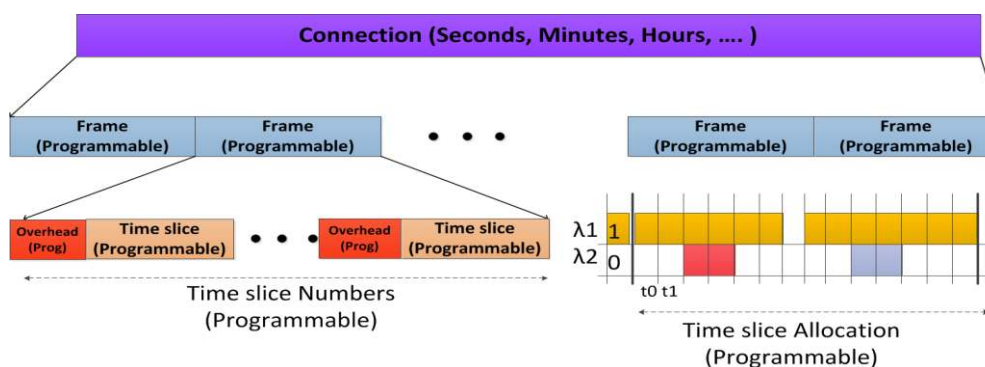 Connection (Seconds, Minutes, Hours, .... )
Frame
(Programmable)
Frame
(Programmable)
Frame
(Programmable)
Frame
(Programmable)
Overhead
(Prog)
Time slice
(Programmable)
Overhead
(Prog)
Time slice
(Programmable)
Time slice Numbers
(Programmable)
λ1 1
λ2 0
t0 t1
Time slice Allocation
(Programmable)